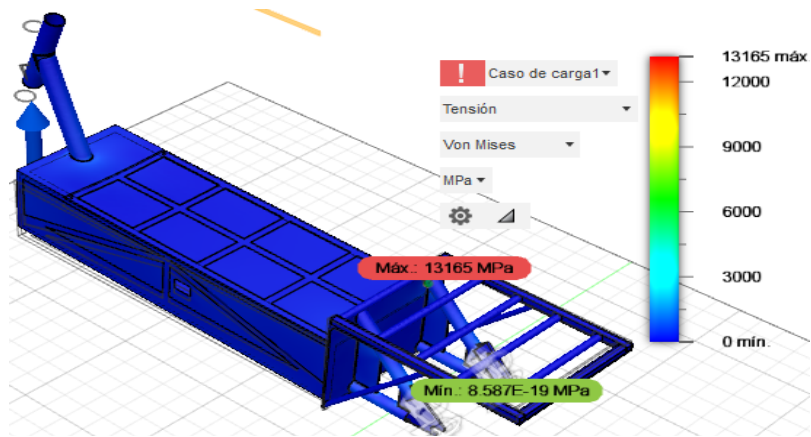 ! Caso de carga1
Tensión
Von Mises
MPa
13165 máx.
12000
9000
6000
3000
0 mín.
Máx.: 13165 MPa
Mín.: 8.587E-19 MPa